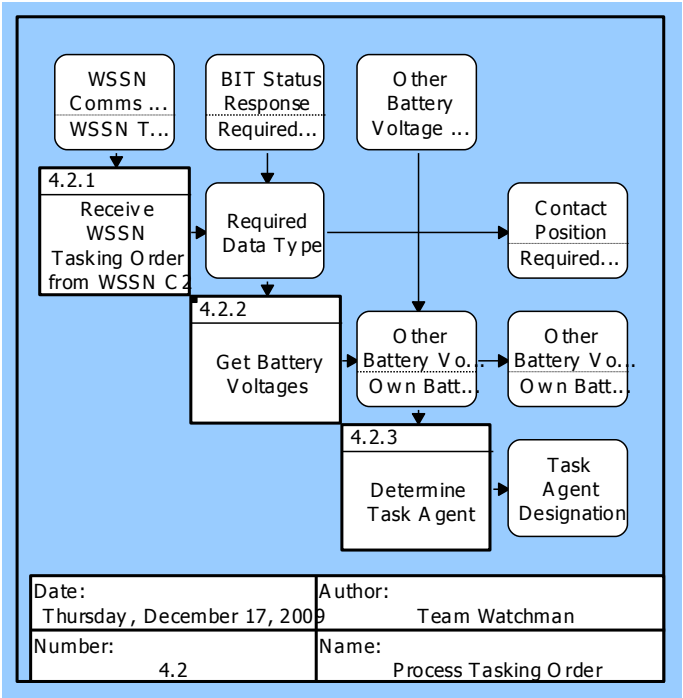 WSSN
Comms ...
WSSN T...
BIT Status
Response
Required...
Other
Battery
Voltage ...
4.2.1
Receive
WSSN
Tasking Order
from WSSN C2
Required
Data Type
Contact
Position
Required...
4.2.2
Get Battery
Voltages
Other
Battery Vo...
Own Batt...
Other
Battery Vo...
Own Batt...
4.2.3
Determine
Task Agent
Task
Agent
Designation
Date:
Thursday, December 17, 2009
Author:
Team Watchman
Number:
4.2
Name:
Process Tasking Order